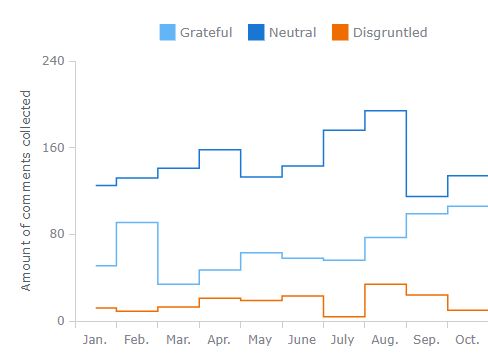 Grateful Neutral Disgruntled
Amount of comments collected
240
160
80
0
Jan. Feb. Mar. Apr. May June July Aug. Sep. Oct.